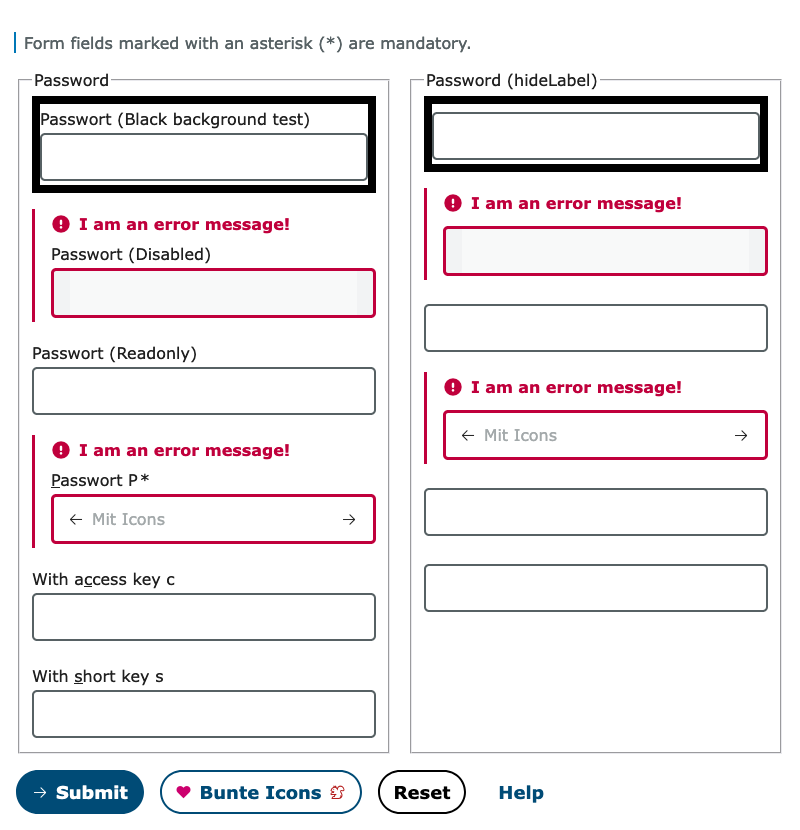 Form fields marked with an asterisk (*) are mandatory.
Password
Passwort (Black background test)
I am an error message!
Passwort (Disabled)
Passwort (Readonly)
I am an error message!
Passwort P*
← Mit Icons →
With access key c
With short key s
Password (hideLabel)
I am an error message!
I am an error message!
← Mit Icons →
→ Submit
Bunte Icons
Reset
Help